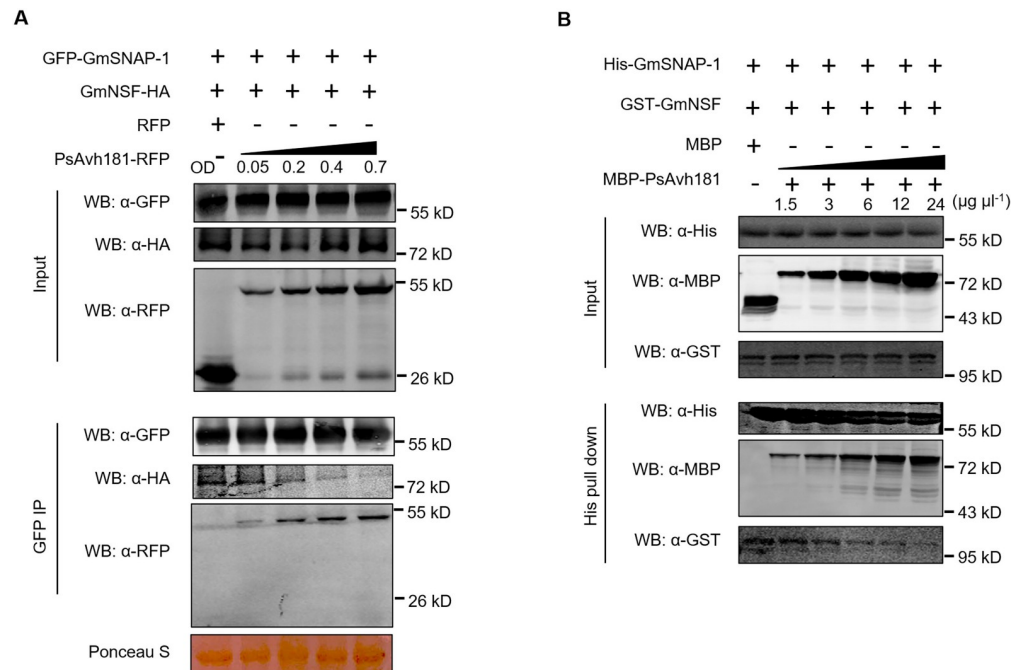 A
GFP-GmSNAP-1 + + + + +
GmNSF-HA + + + + +
RFP + - - - -
PsAvh181-RFP -
OD 0.05 0.2 0.4 0.7
Input
WB: α-GFP 55 kD
WB: α-HA 72 kD
WB: α-RFP 55 kD
26 kD
GFP IP
WB: α-GFP 55 kD
WB: α-HA 72 kD
WB: α-RFP 55 kD
26 kD
Ponceau S
B
His-GmSNAP-1 + + + + + +
GST-GmNSF + + + + + +
MBP + - - - - -
MBP-PsAvh181 - + + + + +
1.5 3 6 12 24 (μg μl-1)
Input
WB: α-His 55 kD
WB: α-MBP 72 kD
43 kD
WB: α-GST 95 kD
His pull down
WB: α-His 55 kD
WB: α-MBP 72 kD
43 kD
WB: α-GST 95 kD